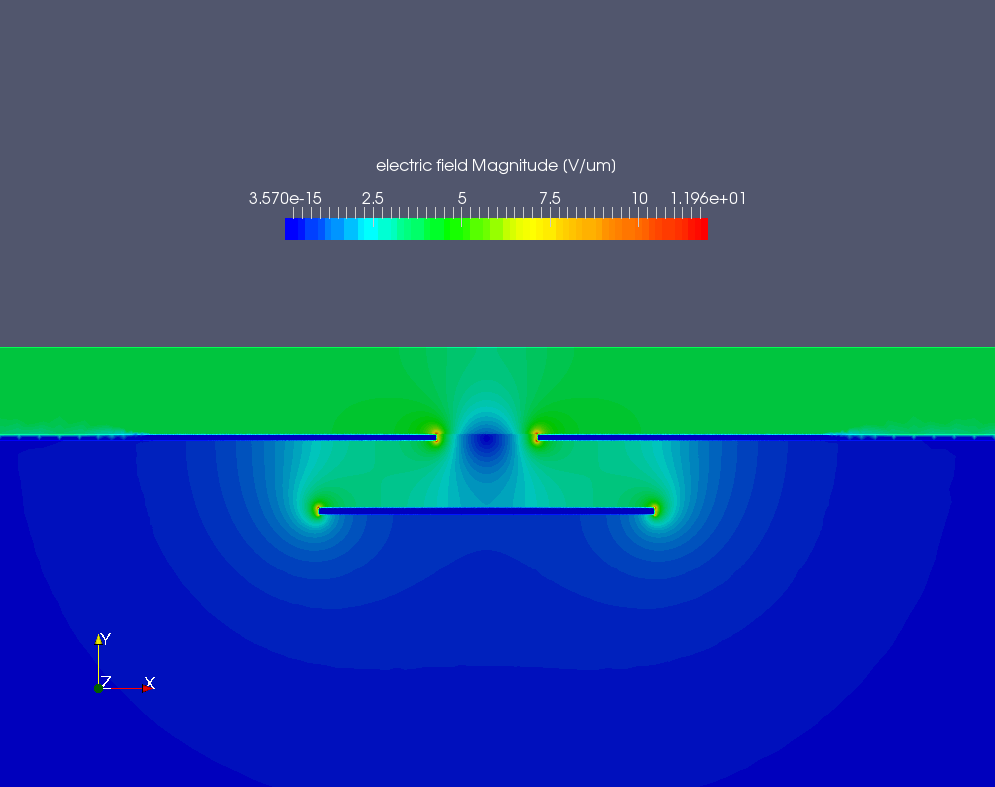 electric field Magnitude (V/um)
3.570e-15 2.5 5 7.5 10 1.196e+01
Y
Z X